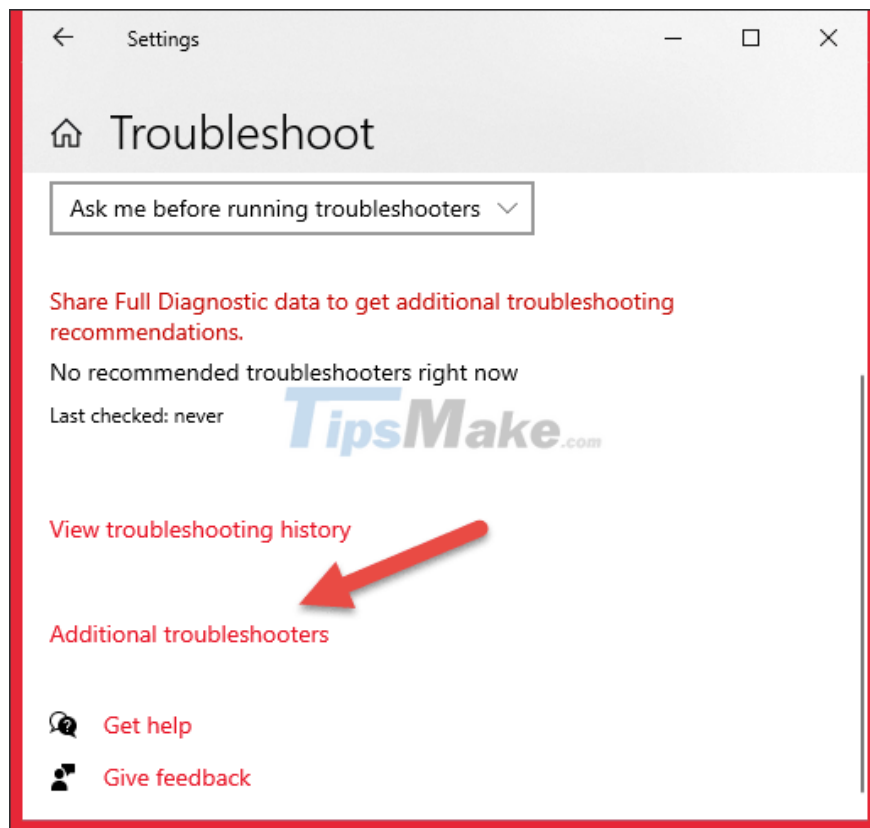 Settings
Troubleshoot
Ask me before running troubleshooters
Share Full Diagnostic data to get additional troubleshooting
recommendations.
No recommended troubleshooters right now
Last checked: never
TipsMake.com
View troubleshooting history
Additional troubleshooters
Get help
Give feedback